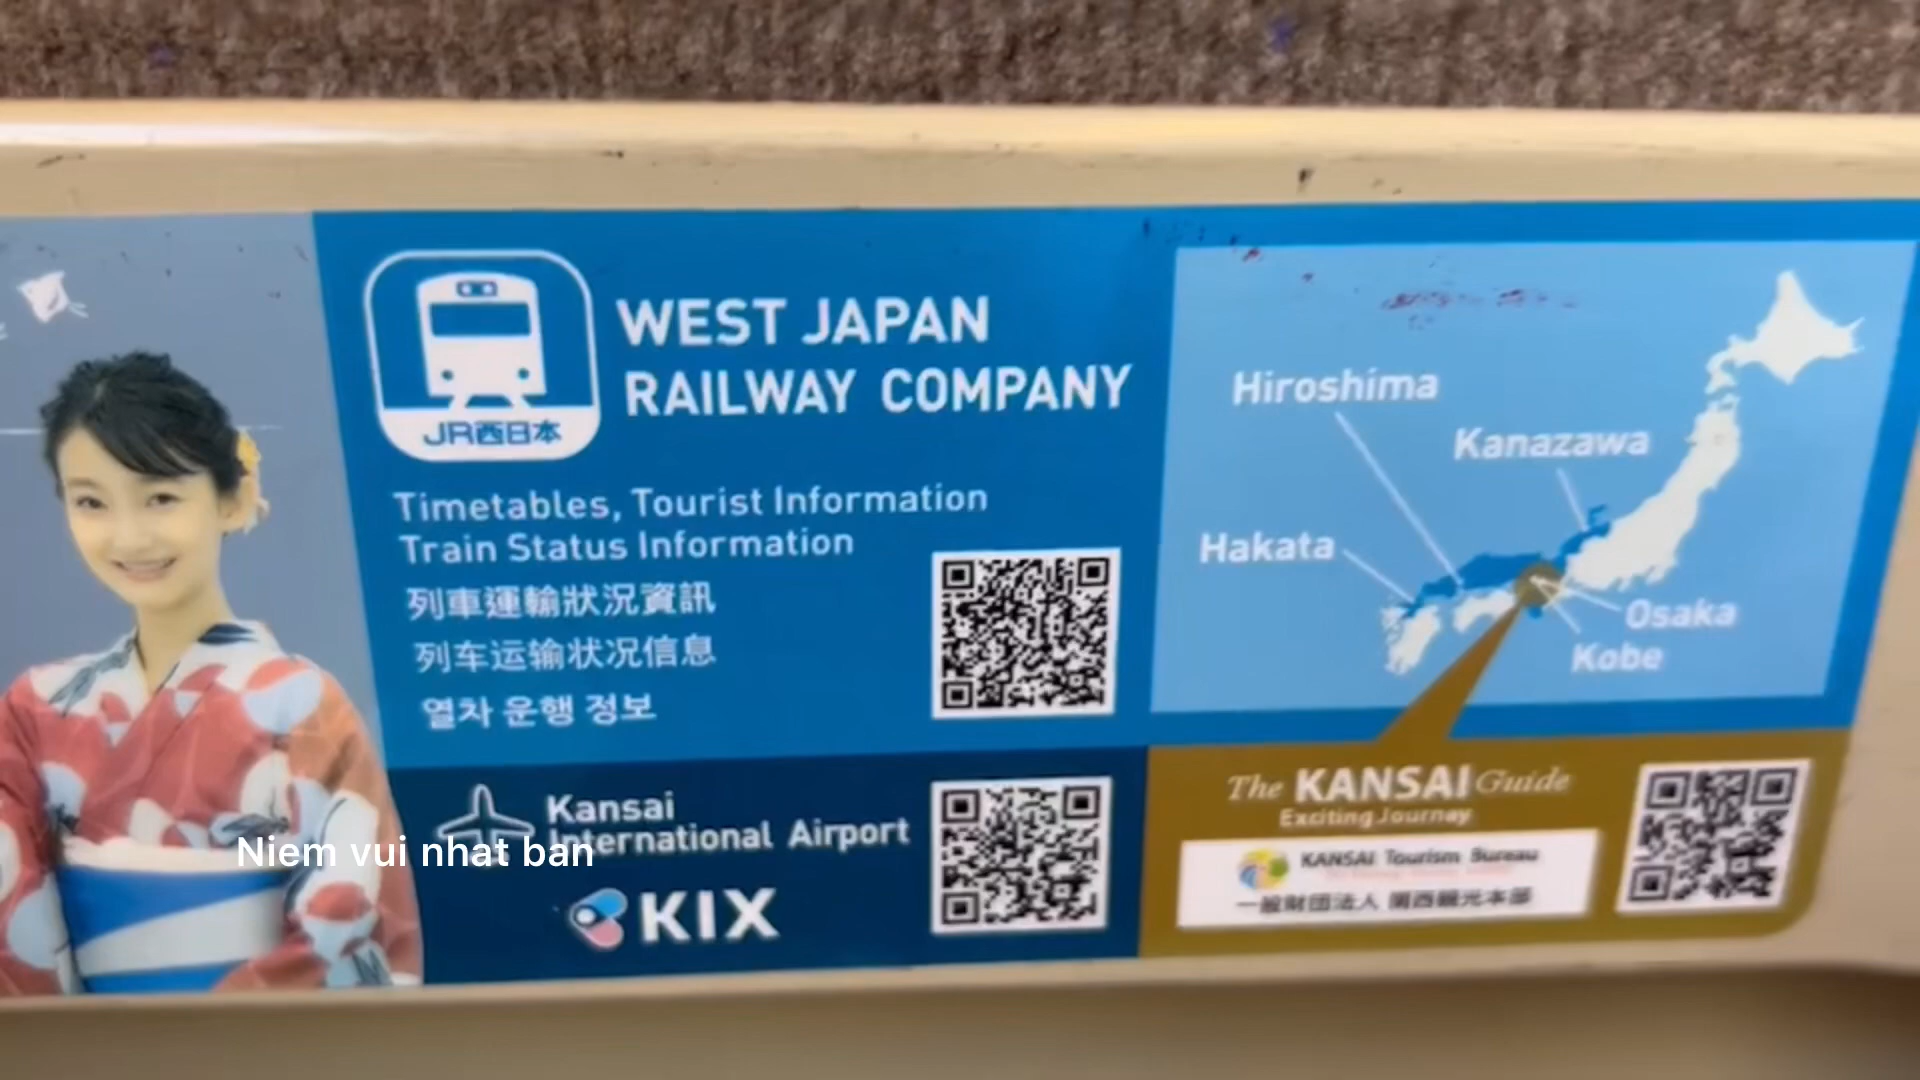 WEST JAPAN
RAILWAY COMPANY
JR西日本
Timetables, Tourist Information
Train Status Information
列車運輸狀況資訊
列车运输状况信息
열차 운행 정보
Hiroshima
Kanazawa
Hakata
Osaka
Kobe
Kansai
International Airport
KIX
The KANSAI Guide
Exciting Journey
KANSAI Tourism Bureau
一般財団法人 関西観光本部
Niem vui nhat ban